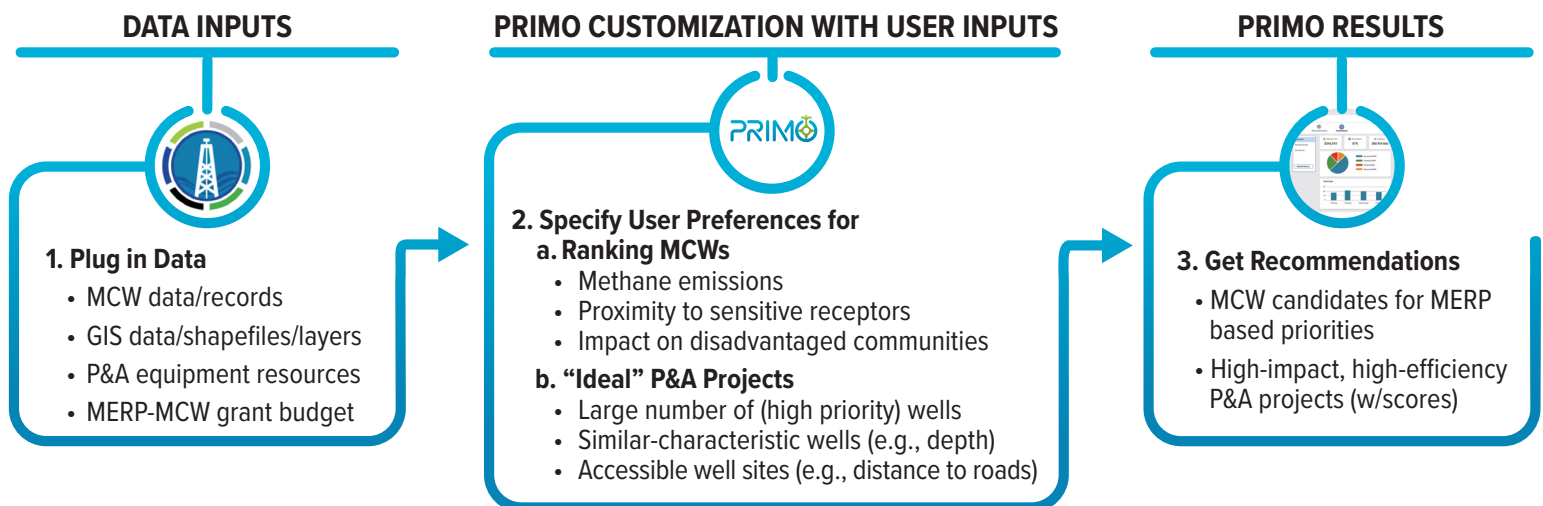 DATA INPUTS
1. Plug in Data
• MCW data/records
• GIS data/shapefiles/layers
• P&A equipment resources
• MERP-MCW grant budget
PRIMO CUSTOMIZATION WITH USER INPUTS
PRIMO
2. Specify User Preferences for
a. Ranking MCWs
• Methane emissions
• Proximity to sensitive receptors
• Impact on disadvantaged communities
b. “Ideal” P&A Projects
• Large number of (high priority) wells
• Similar-characteristic wells (e.g., depth)
• Accessible well sites (e.g., distance to roads)
PRIMO RESULTS
3. Get Recommendations
• MCW candidates for MERP
based priorities
• High-impact, high-efficiency
P&A projects (w/scores)